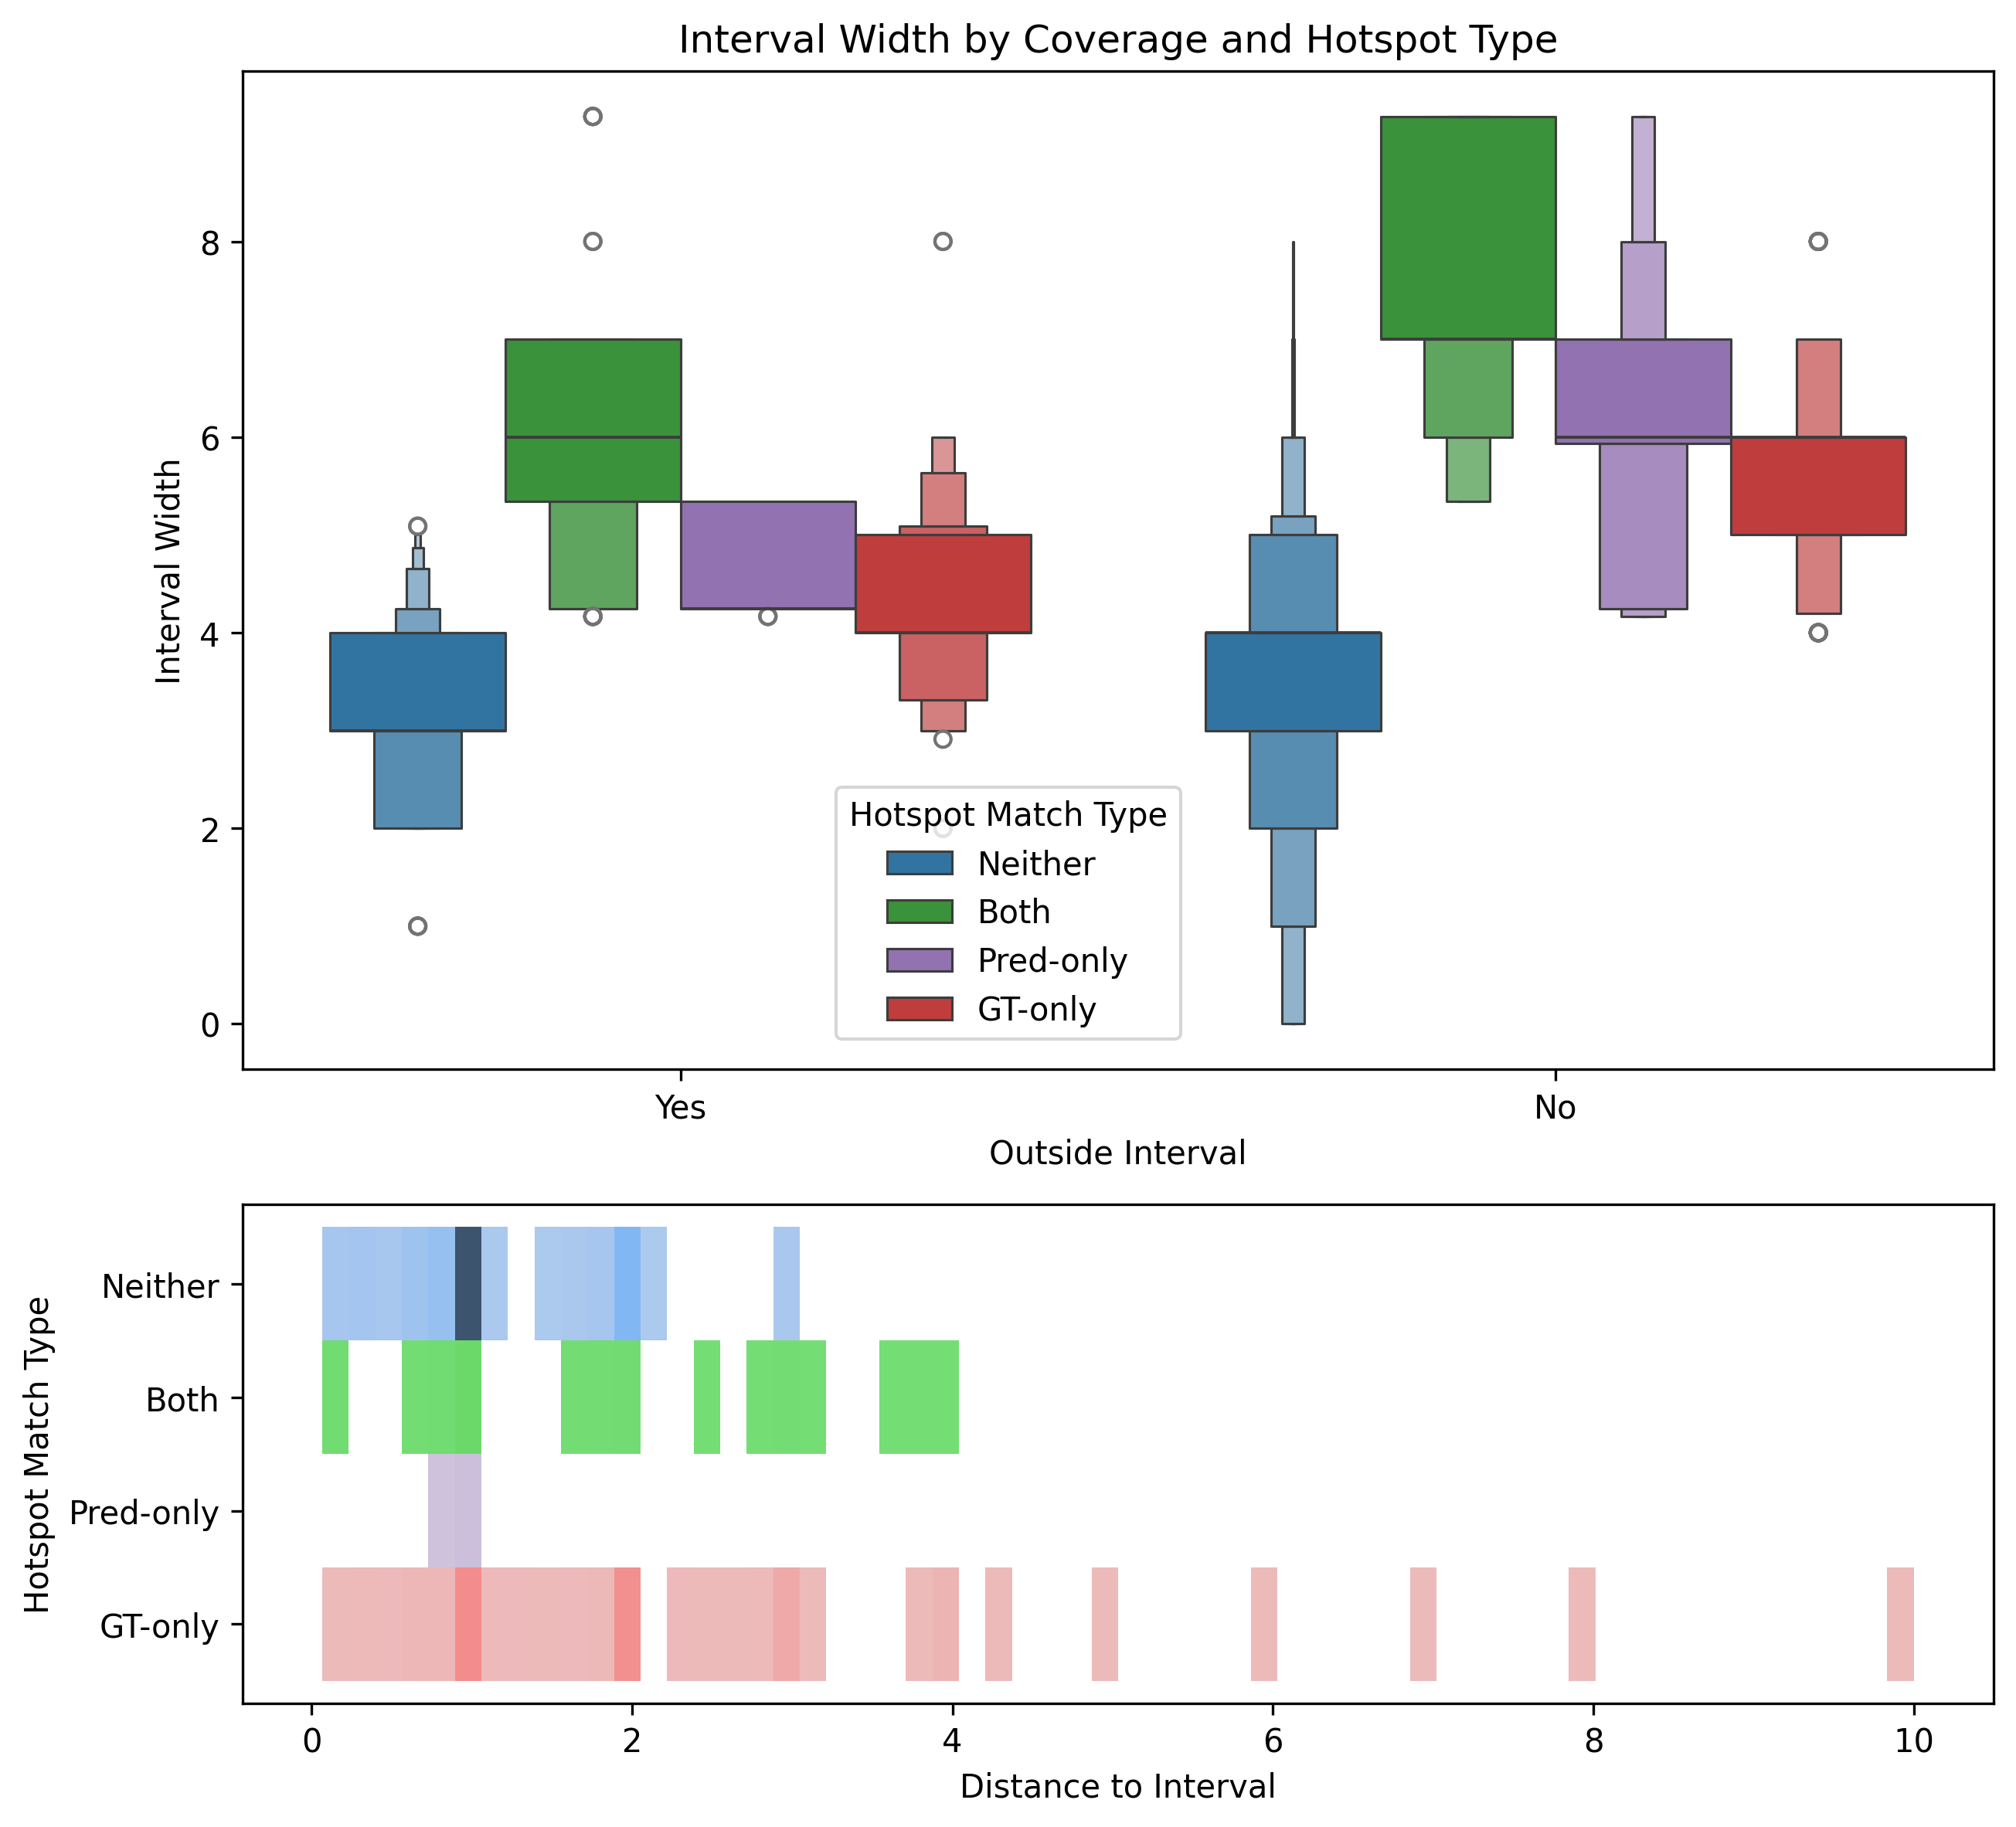 Interval Width by Coverage and Hotspot Type
Interval Width
8
6
4
2
0
Hotspot Match Type
Neither
Both
Pred-only
GT-only
Yes
No
Outside Interval
Hotspot Match Type
Neither
Both
Pred-only
GT-only
0
2
4
6
8
10
Distance to Interval